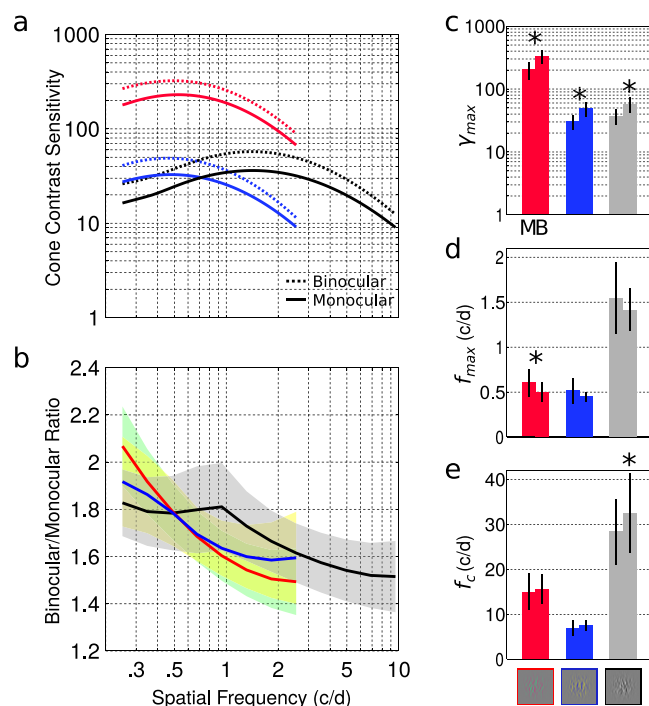 a
1000
100
10
1
Cone Contrast Sensitivity
Binocular
Monocular
b
2.4
2.2
2
1.8
1.6
1.4
1.2
Binocular/Monocular Ratio
.3
.5
1
2
5
10
Spatial Frequency (c/d)
c
*
*
*
1000
100
10
1
γmax
MB
d
2
1.5
1
0.5
0
fmax (c/d)
*
e
40
30
20
10
0
fc (c/d)
*